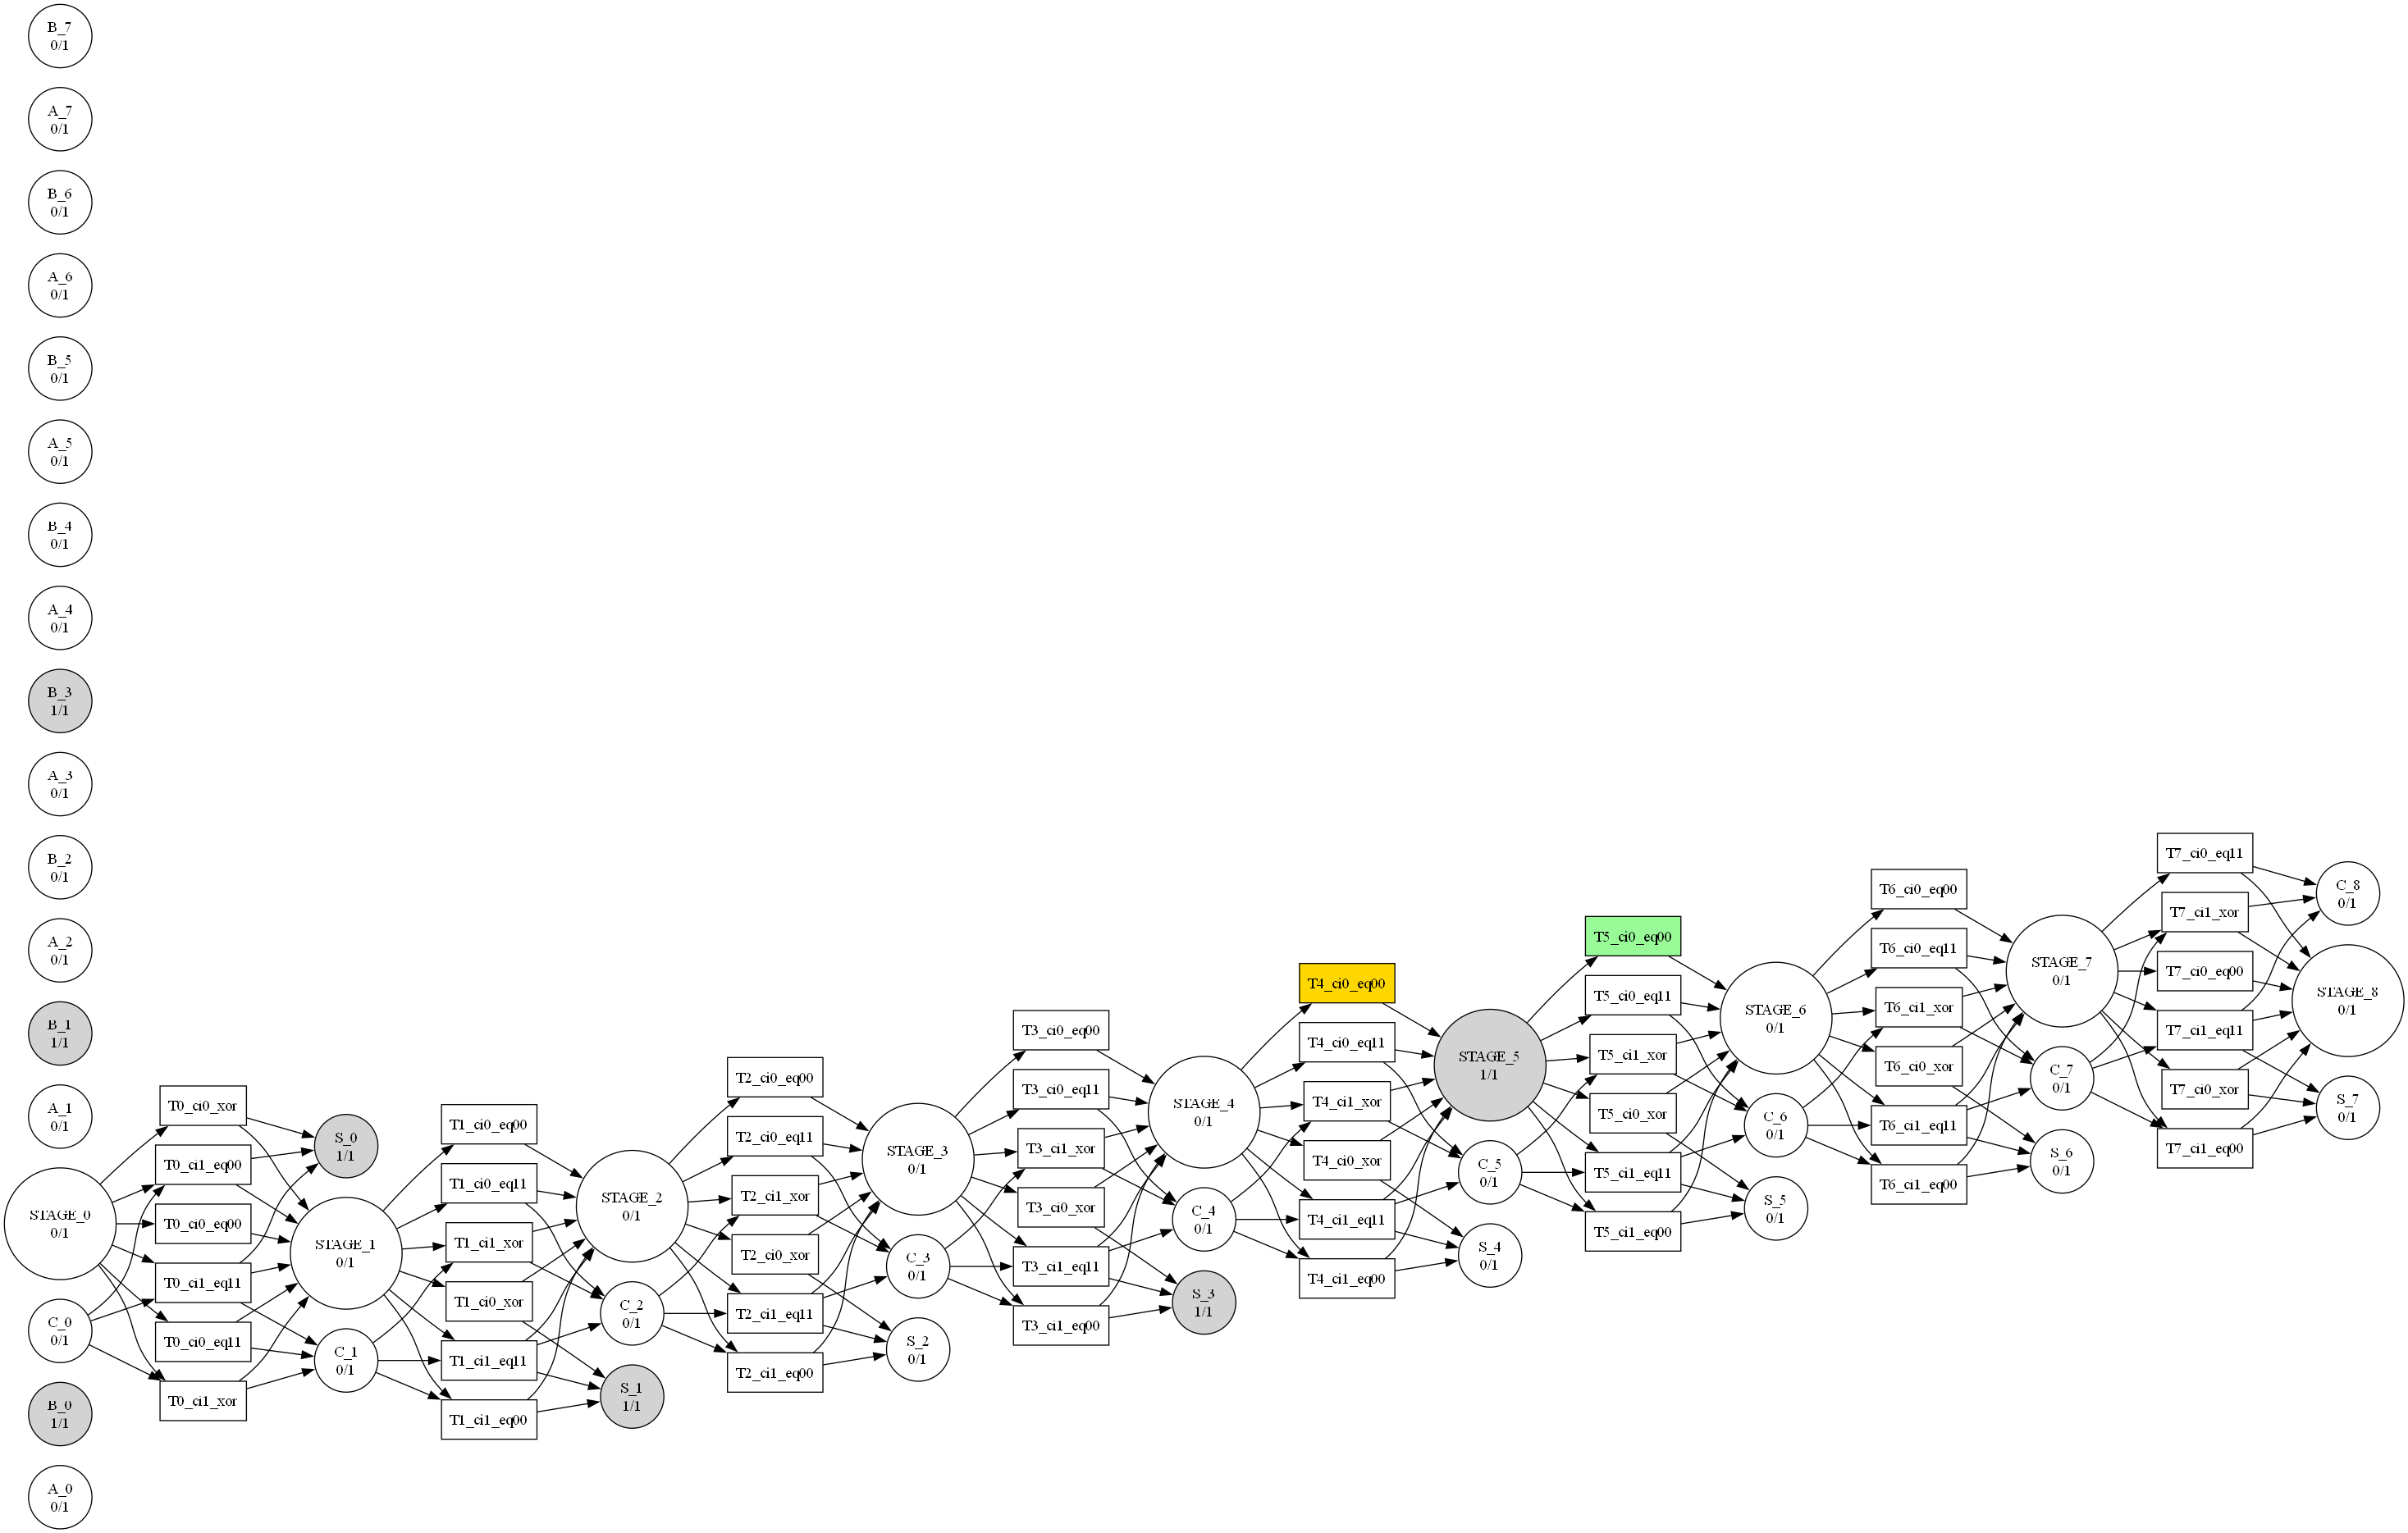 B_7
0/1
A_7
0/1
B_6
0/1
A_6
0/1
B_5
0/1
A_5
0/1
B_4
0/1
A_4
0/1
B_3
1/1
A_3
0/1
B_2
0/1
A_2
0/1
B_1
1/1
A_1
0/1
STAGE_0
0/1
C_0
0/1
B_0
1/1
A_0
0/1
T0_ci0_xor
T0_ci1_eq00
T0_ci0_eq00
T0_ci1_eq11
T0_ci0_eq11
T0_ci1_xor
S_0
1/1
STAGE_1
0/1
C_1
0/1
T1_ci0_eq00
T1_ci0_eq11
T1_ci1_xor
T1_ci0_xor
T1_ci1_eq11
T1_ci1_eq00
STAGE_2
0/1
C_2
0/1
S_1
1/1
T2_ci0_eq00
T2_ci0_eq11
T2_ci1_xor
T2_ci0_xor
T2_ci1_eq11
T2_ci1_eq00
STAGE_3
0/1
C_3
0/1
S_2
0/1
T3_ci0_eq00
T3_ci0_eq11
T3_ci1_xor
T3_ci0_xor
T3_ci1_eq11
T3_ci1_eq00
STAGE_4
0/1
C_4
0/1
S_3
1/1
T4_ci0_eq00
T4_ci0_eq11
T4_ci1_xor
T4_ci0_xor
T4_ci1_eq11
T4_ci1_eq00
STAGE_5
1/1
C_5
0/1
S_4
0/1
T5_ci0_eq00
T5_ci0_eq11
T5_ci1_xor
T5_ci0_xor
T5_ci1_eq11
T5_ci1_eq00
STAGE_6
0/1
C_6
0/1
S_5
0/1
T6_ci0_eq00
T6_ci0_eq11
T6_ci1_xor
T6_ci0_xor
T6_ci1_eq11
T6_ci1_eq00
STAGE_7
0/1
C_7
0/1
S_6
0/1
T7_ci0_eq11
T7_ci1_xor
T7_ci0_eq00
T7_ci1_eq11
T7_ci0_xor
T7_ci1_eq00
C_8
0/1
STAGE_8
0/1
S_7
0/1